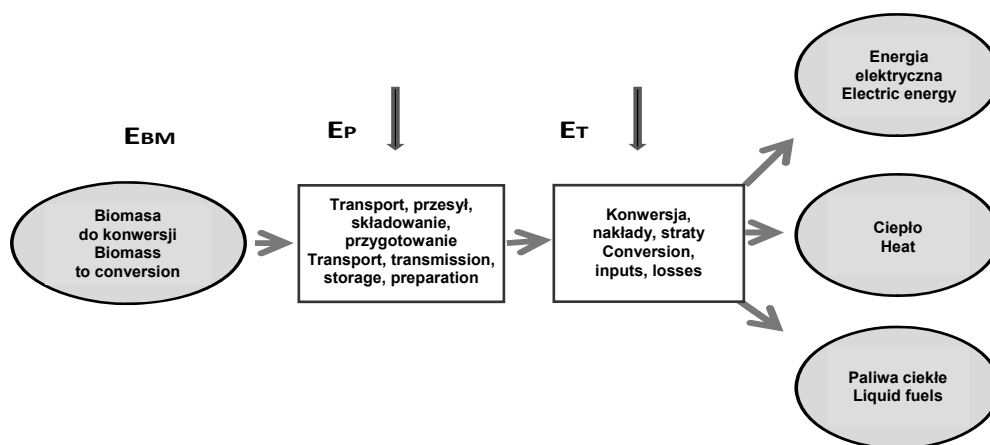 EBM
Biomasa
do konwersji
Biomass
to conversion
EP
Transport, przesył,
składowanie,
przygotowanie
Transport, transmission,
storage, preparation
ET
Konwersja,
nakłady, straty
Conversion,
inputs, losses
Energia
elektryczna
Electric energy
Ciepło
Heat
Paliwa ciekłe
Liquid fuels